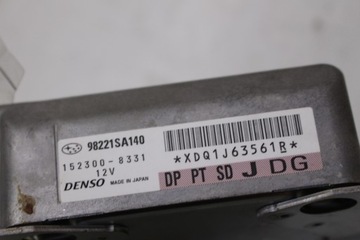 98221SA140
152300-8331
12V
DENSO MADE IN JAPAN
*XDQ1J63561R*
DP PT SD J DG